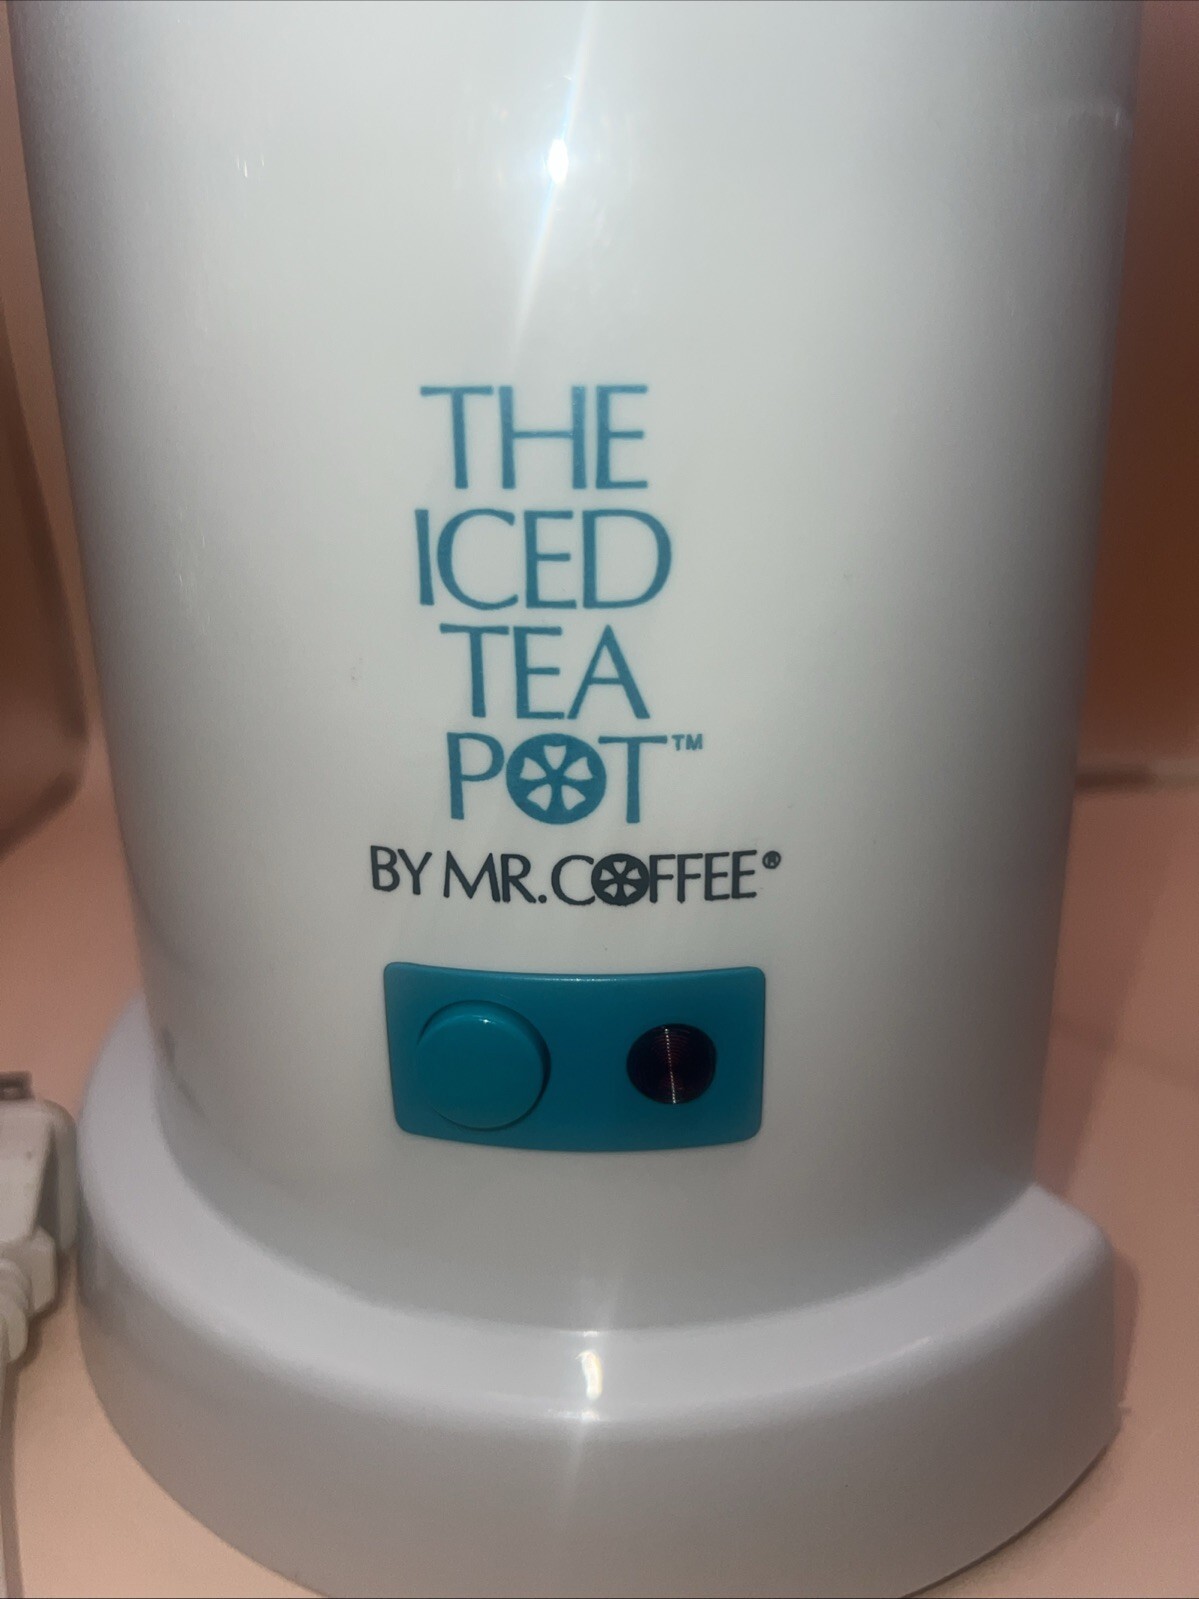 THE
ICED
TEA
POT™
BY MR. COFFEE®